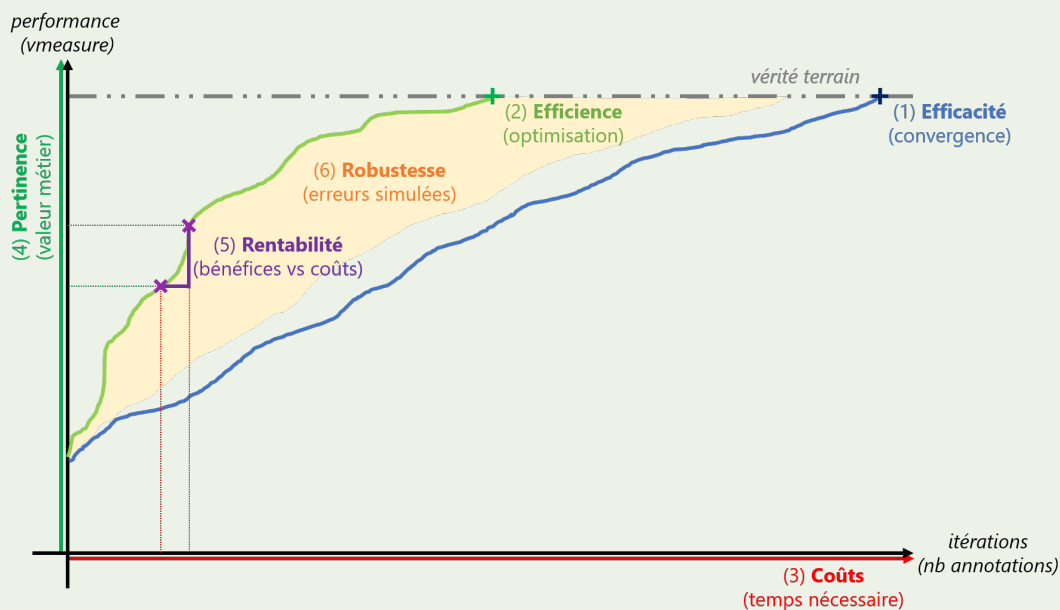 performance
(vmeasure)
vérité terrain
(2) Efficience
(optimisation)
(1) Efficacité
(convergence)
(4) Pertinence
(valeur métier)
(6) Robustesse
(erreurs simulées)
(5) Rentabilité
(bénéfices vs coûts)
itérations
(nb annotations)
(3) Coûts
(temps nécessaire)